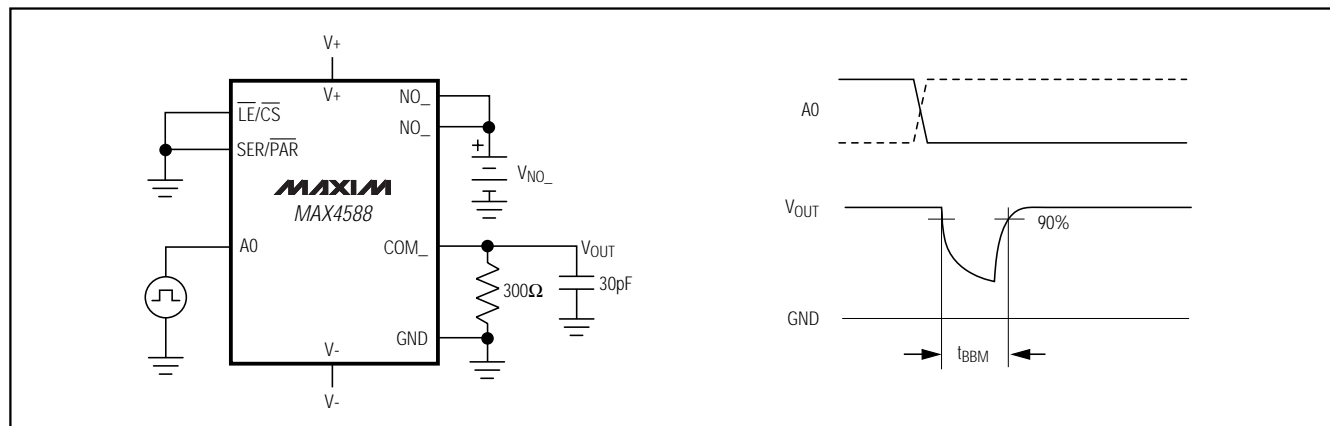 V+
V+
LE/CS
SER/PAR
NO_
NO_
+
VNO_
MAXIM
MAX4588
A0
COM_
VOUT
300Ω
30pF
GND
V-
V-
A0
VOUT
90%
GND
tBBM